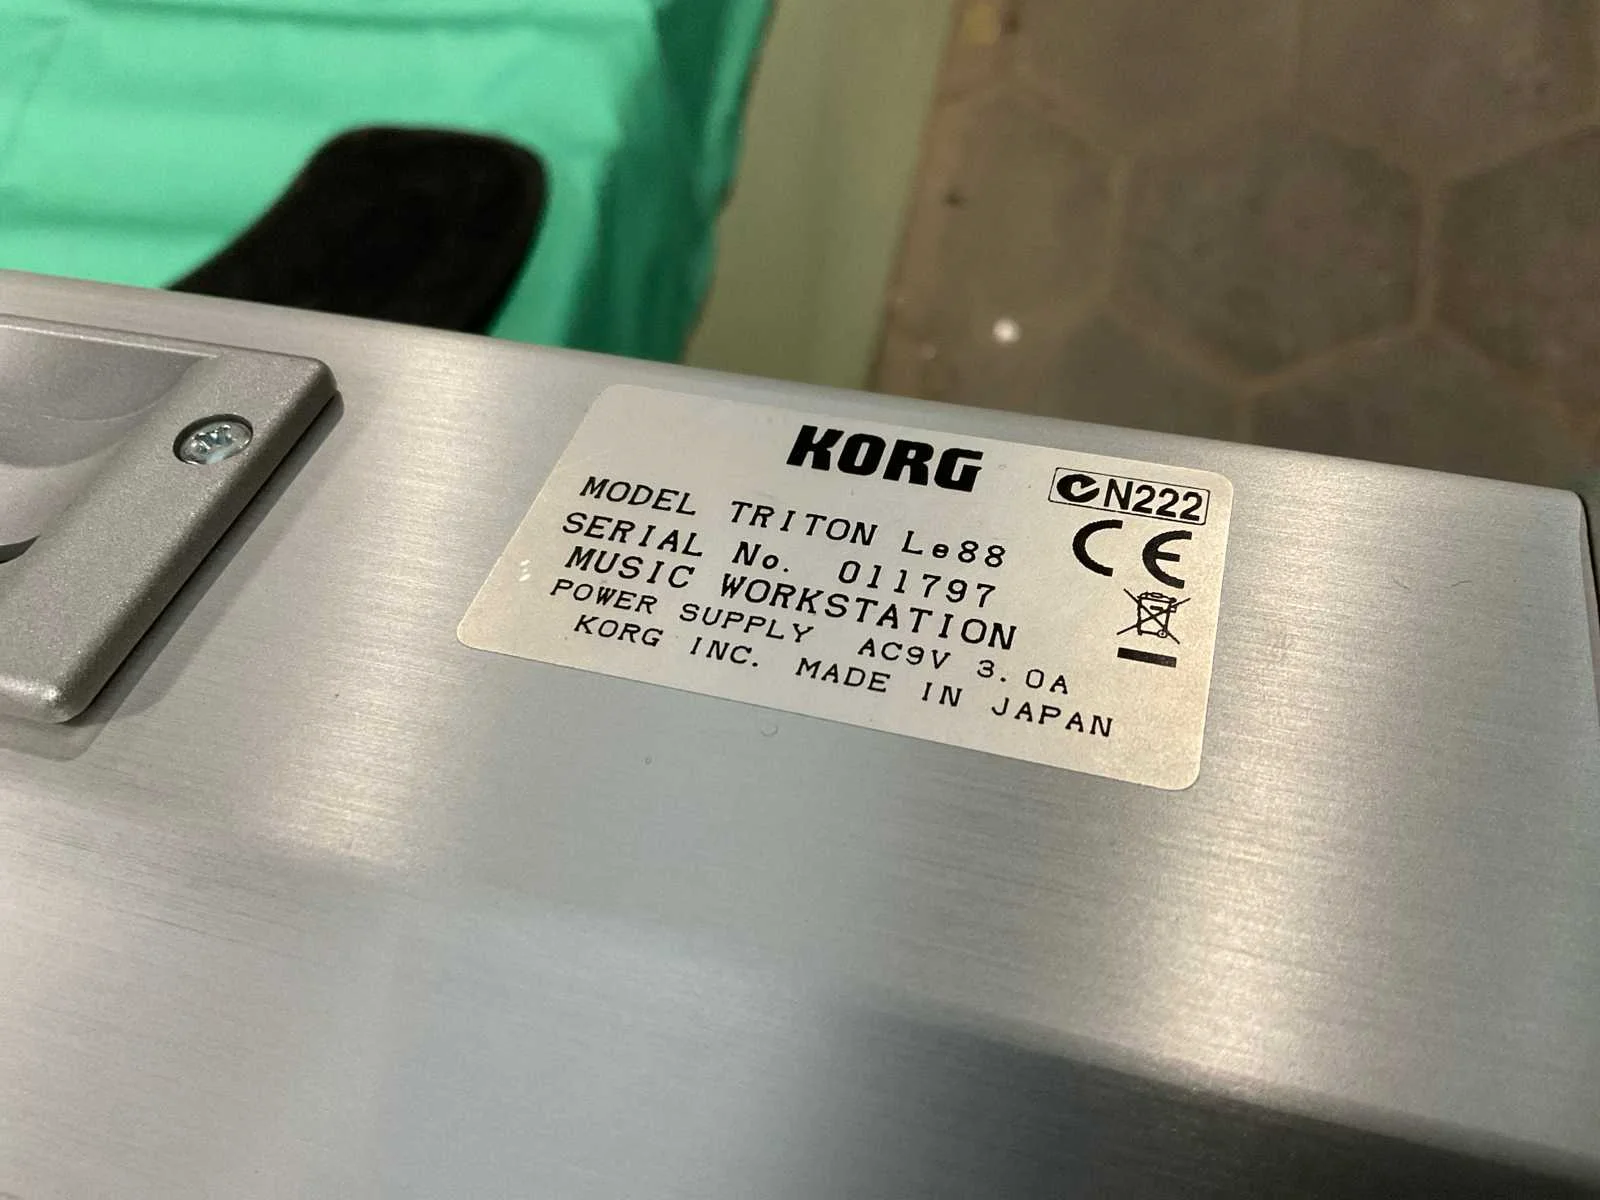 KORG
N222
MODEL TRITON Le88
SERIAL No. 011797
MUSIC WORKSTATION
POWER SUPPLY AC9V 3.0A
KORG INC. MADE IN JAPAN
CE